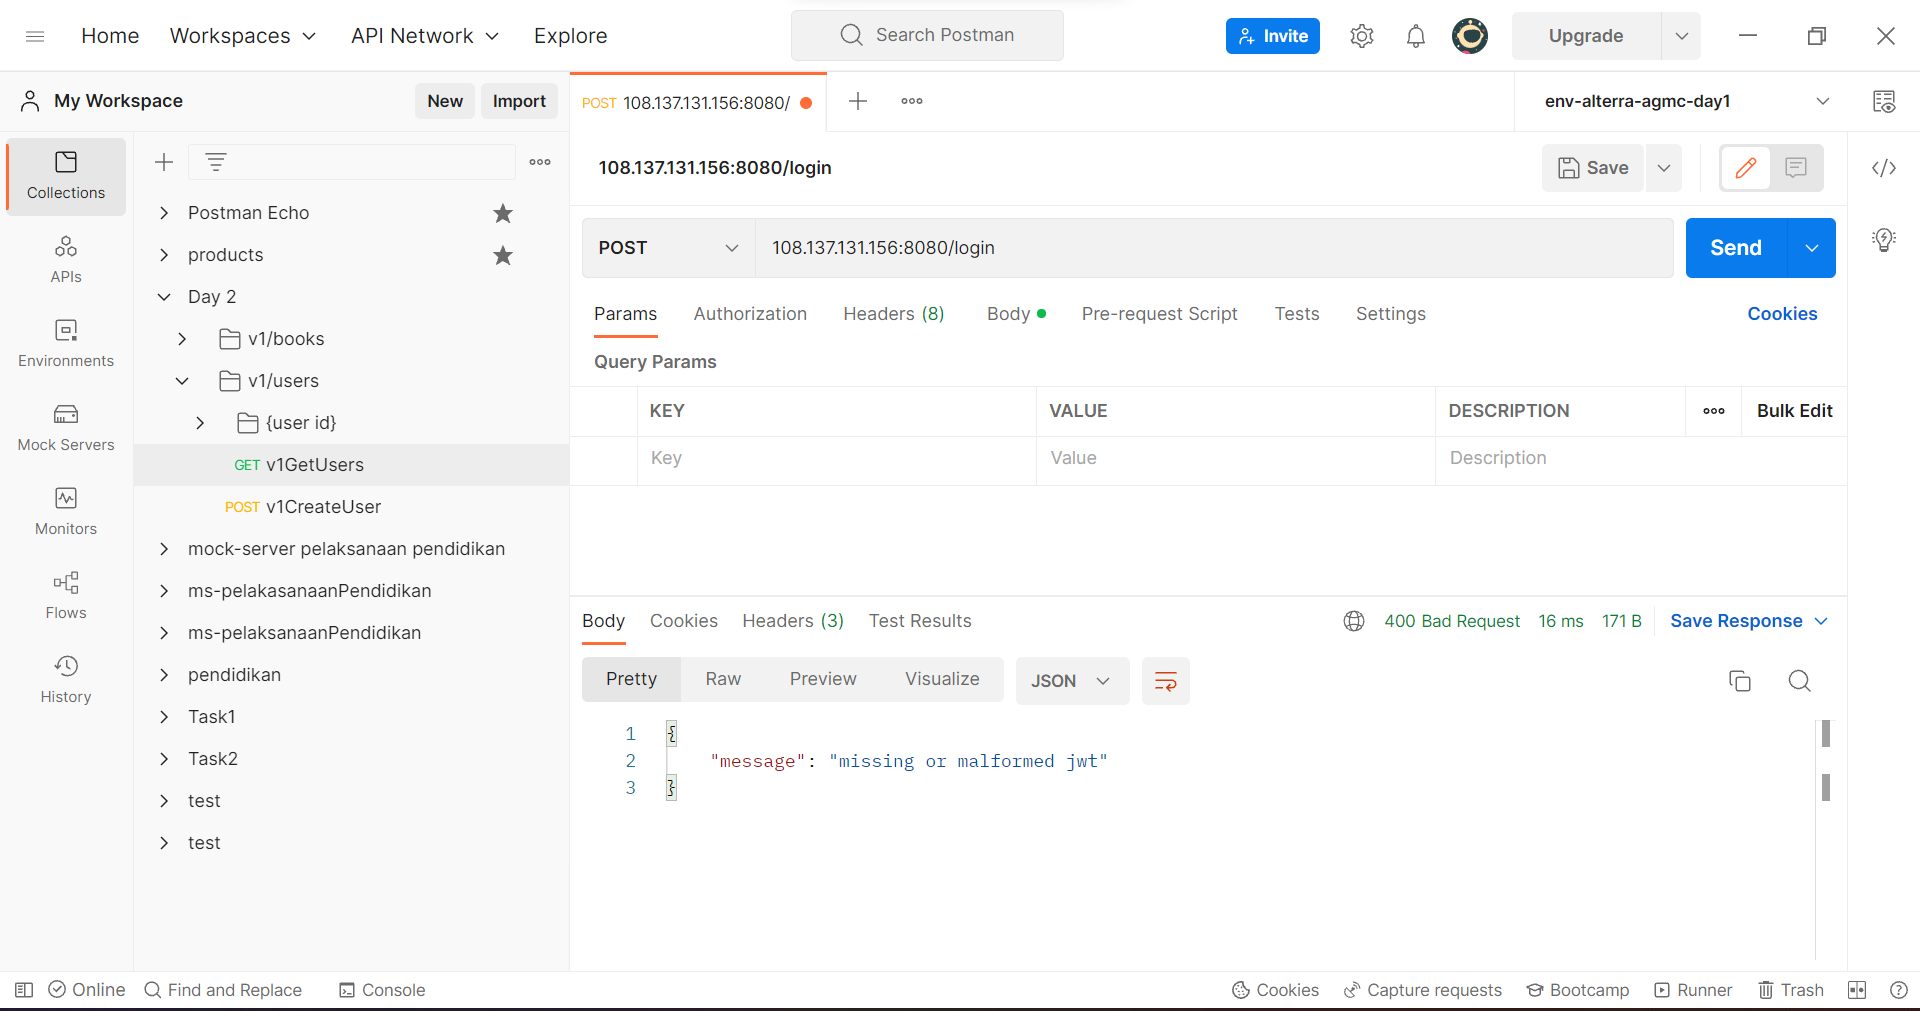 Home Workspaces API Network Explore Search Postman Invite Upgrade
My Workspace New Import
POST 108.137.131.156:8080/ env-alterra-agmc-day1
Collections
APIs
Environments
Mock Servers
Monitors
Flows
History
Postman Echo
products
Day 2
v1/books
v1/users
{user id}
GET v1GetUsers
POST v1CreateUser
mock-server pelaksanaan pendidikan
ms-pelakasanaanPendidikan
ms-pelaksanaanPendidikan
pendidikan
Task1
Task2
test
test
108.137.131.156:8080/login Save
POST 108.137.131.156:8080/login Send
Params Authorization Headers (8) Body Pre-request Script Tests Settings Cookies
Query Params
KEY VALUE DESCRIPTION Bulk Edit
Key Value Description
Body Cookies Headers (3) Test Results 400 Bad Request 16 ms 171 B Save Response
Pretty Raw Preview Visualize JSON
1 {
2 "message": "missing or malformed jwt"
3 }
Online Find and Replace Console Cookies Capture requests Bootcamp Runner Trash